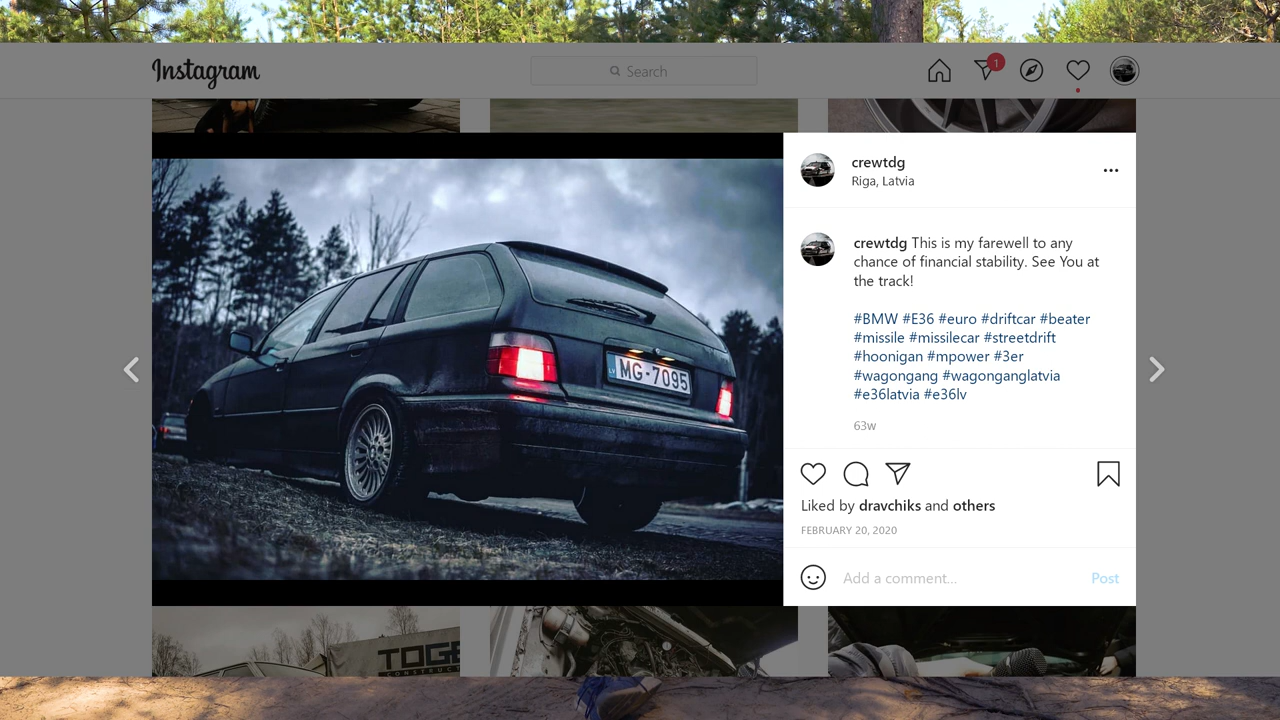 Instagram
Search
1
crewtdg
Riga, Latvia
crewtdg This is my farewell to any
chance of financial stability. See You at
the track!
#BMW #E36 #euro #driftcar #beater
#missile #missilecar #streetdrift
#hoonigan #mpower #3er
#wagongang #wagonganglatvia
#e36latvia #e36lv
63w
LV MG-7095
Liked by dravchiks and others
FEBRUARY 20, 2020
Add a comment... Post
TOGE
CONSTRUC